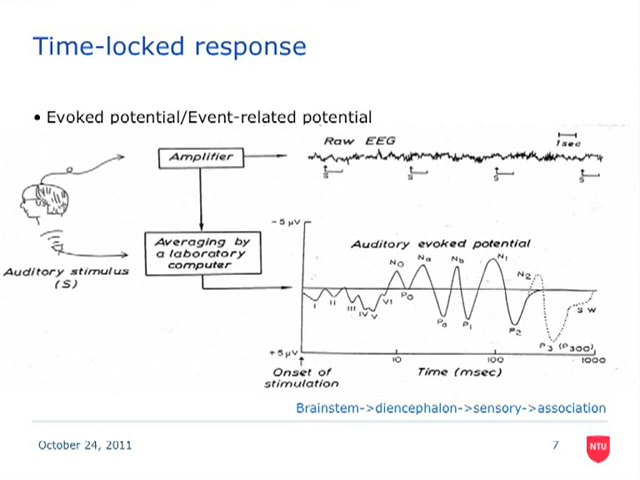 Time-locked response
• Evoked potential/Event-related potential
Raw EEG
1 sec
Amplifier
S S S S
-5 μV
Averaging by
a laboratory
computer
Auditory evoked potential
Auditory stimulus
(S)
N0 Na Nb N1 N2
I II III IV V VI P0 Pa P1 P2 P3 (P300) SW
+5 μV
10 100 1000
Onset of
stimulation
Time (msec)
Brainstem->diencephalon->sensory->association
October 24, 2011
7
NTU